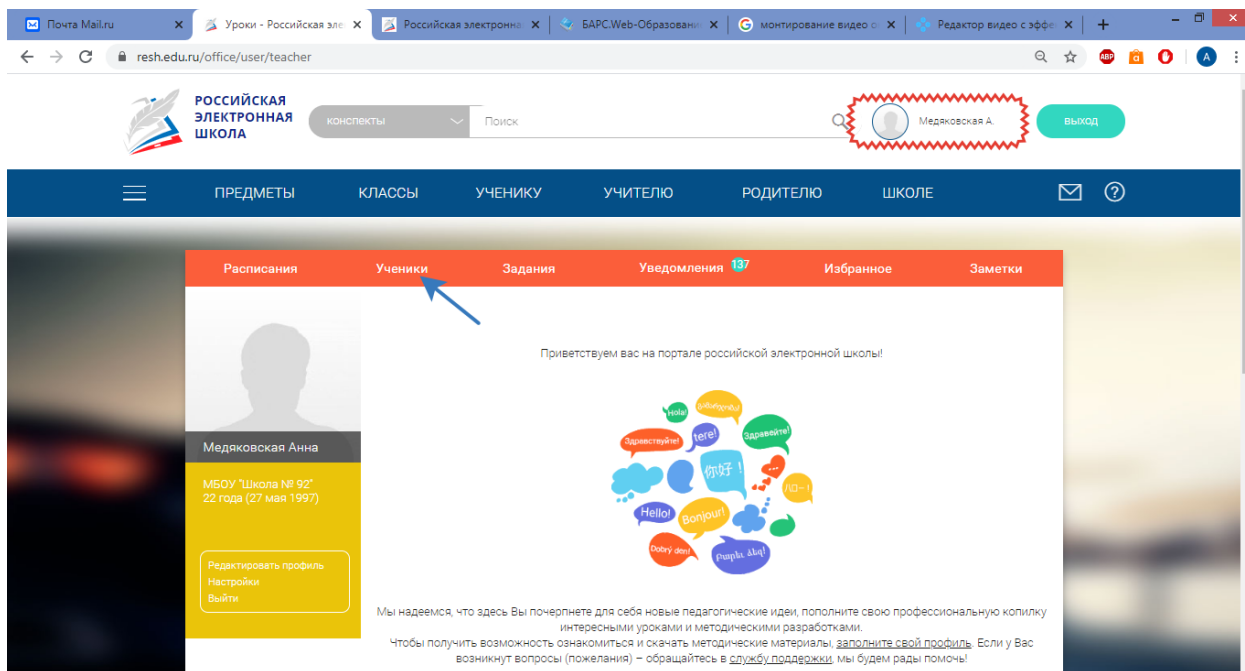 Почта Mail.ru
Уроки - Российская эле
Российская электронна
БАРС.Web-Образовани
монтирование видео о
Редактор видео с эффе
resh.edu.ru/office/user/teacher
ABP
A
РОССИЙСКАЯ
ЭЛЕКТРОННАЯ
ШКОЛА
КОНСПЕКТЫ
Поиск
Медяковская А.
ВЫХОД
ПРЕДМЕТЫ
КЛАССЫ
УЧЕНИКУ
УЧИТЕЛЮ
РОДИТЕЛЮ
ШКОЛЕ
Расписания
Ученики
Задания
Уведомления 137
Избранное
Заметки
Приветствуем вас на портале российской электронной школы!
Hola!
Здравствуйте!
tere!
Здравейте!
你好 !
Hello!
Bonjour!
Dobrý den!
Медяковская Анна
МБОУ "Школа № 92"
22 года (27 мая 1997)
Редактировать профиль
Настройки
Выйти
Мы надеемся, что здесь Вы почерпнете для себя новые педагогические идеи, пополните свою профессиональную копилку
интересными уроками и методическими разработками.
Чтобы получить возможность ознакомиться и скачать методические материалы, заполните свой профиль. Если у Вас
возникнут вопросы (пожелания) – обращайтесь в службу поддержки, мы будем рады помочь!